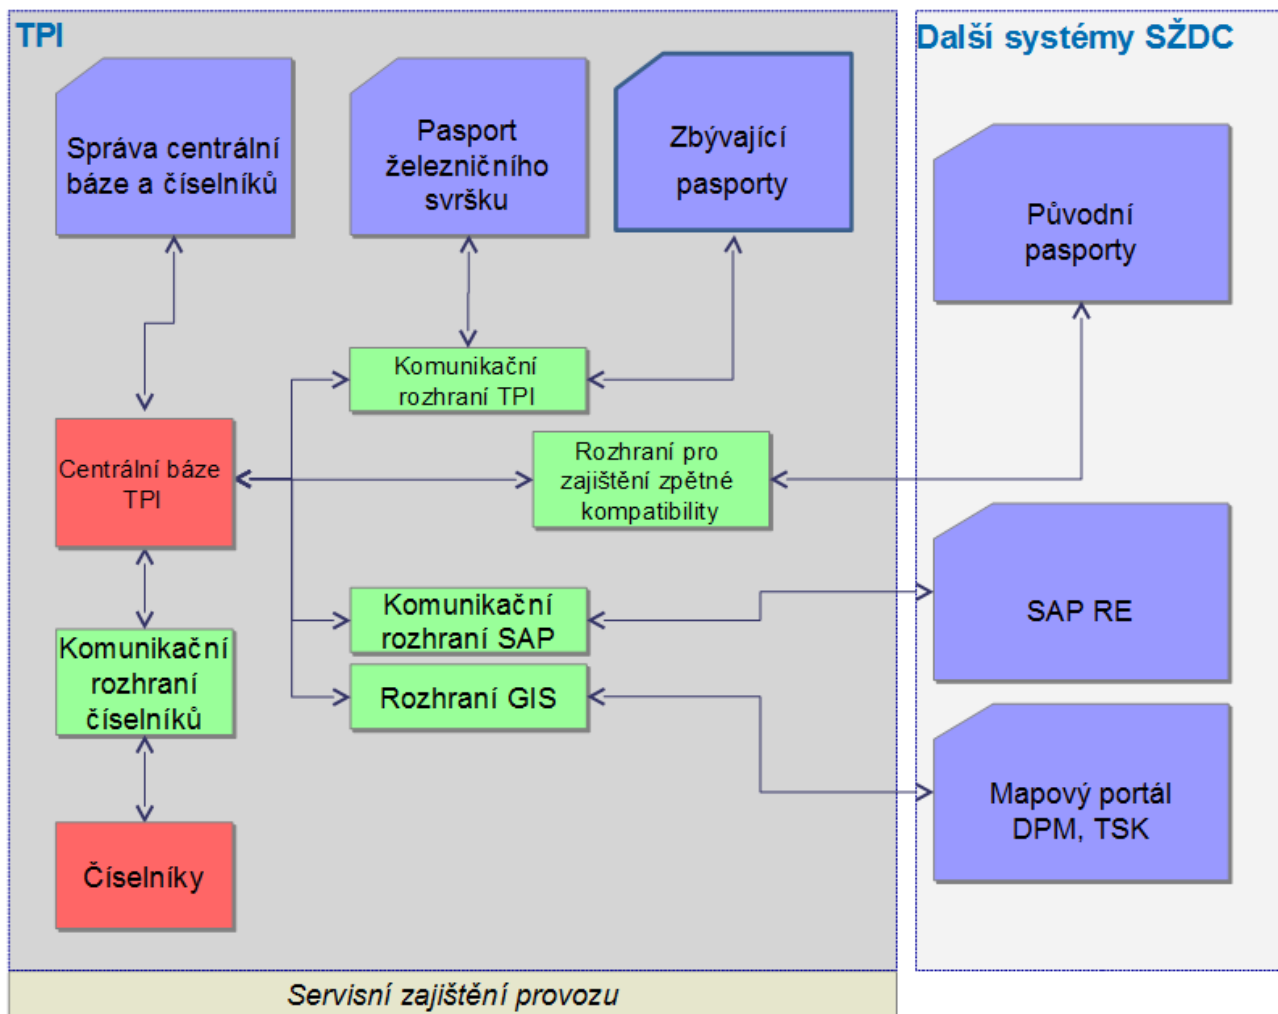 TPI
Další systémy SŽDC
Správa centrální
báze a číselníků
Pasport
železničního
svršku
Zbývající
pasporty
Původní
pasporty
Komunikační
rozhraní TPI
Centrální báze
TPI
Rozhraní pro
zajištění zpětné
kompatibility
Komunikační
rozhraní SAP
SAP RE
Komunikační
rozhraní
číselníků
Rozhraní GIS
Mapový portál
DPM, TSK
Číselníky
Servisní zajištění provozu